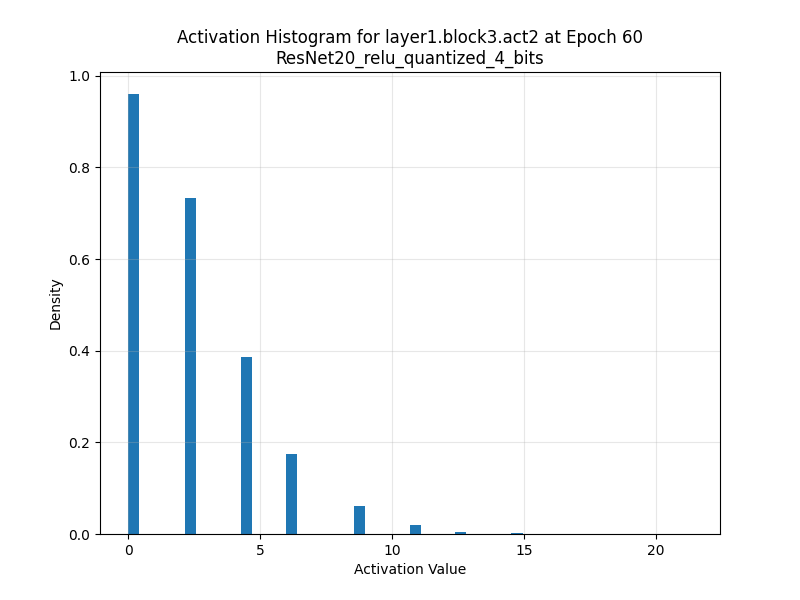 Activation Histogram for layer1.block3.act2 at Epoch 60
ResNet20_relu_quantized_4_bits
1.0
0.8
0.6
0.4
0.2
0.0
Density
0 5 10 15 20
Activation Value